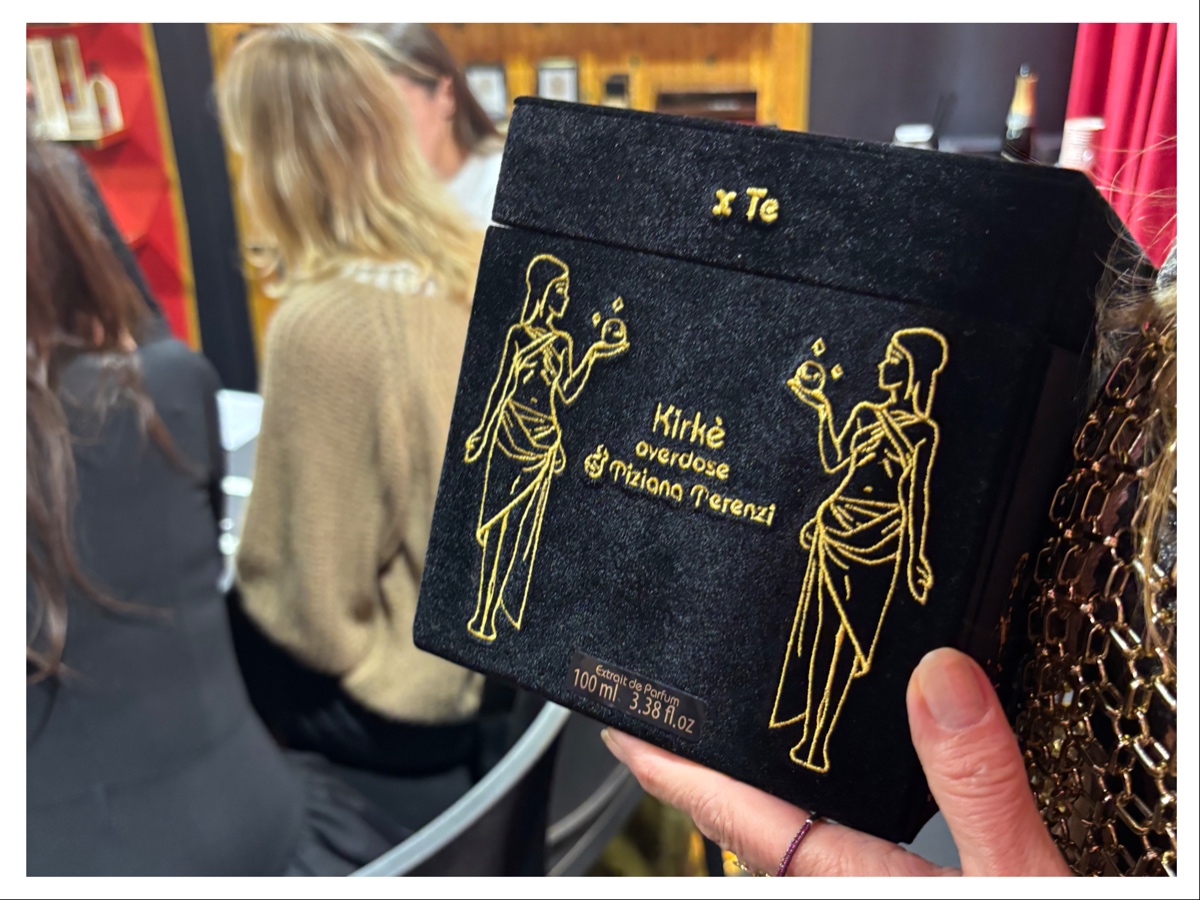 x Te
Kirkè
overdose
Tiziana Terenzi
Extrait de Parfum
100 ml 3.38 fl.oz